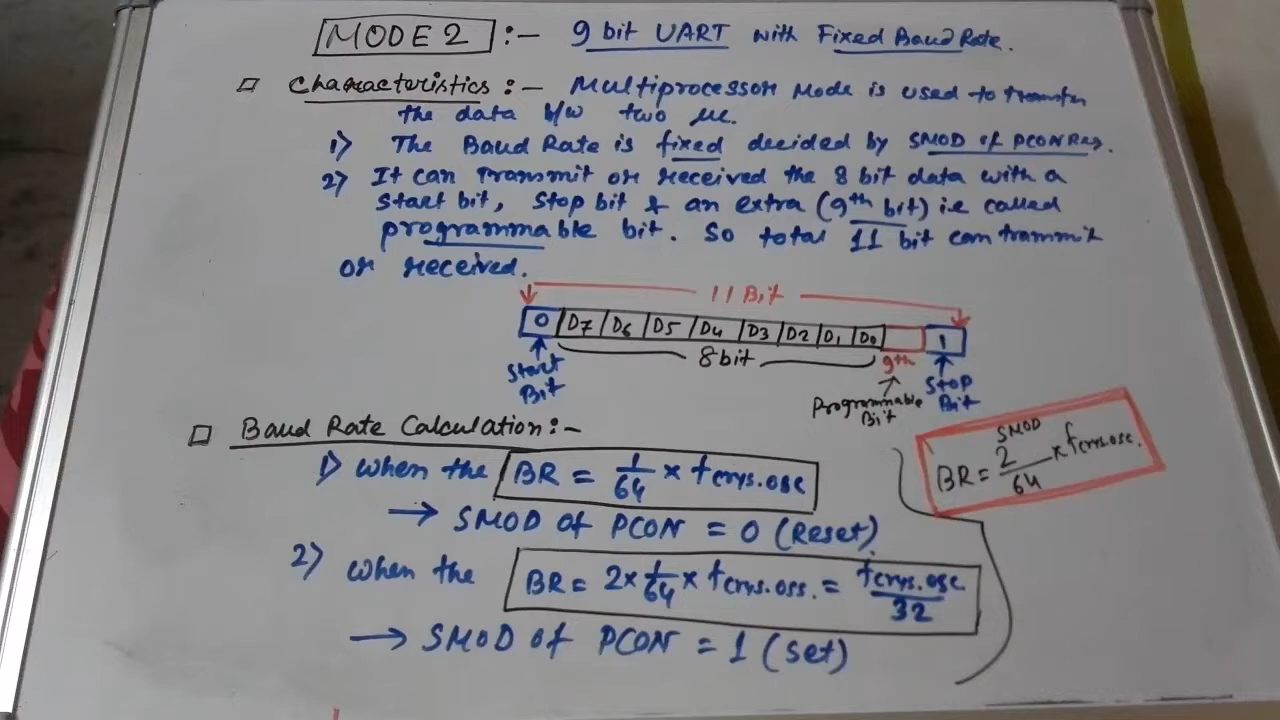 MODE 2 :- 9 bit UART with Fixed Baud Rate.
Characteristics :- Multiprocessor Mode is used to transfer
the data b/w two μc.
1) The Baud Rate is fixed decided by SMOD of PCON Reg.
2) It can transmit or received the 8 bit data with a
start bit, stop bit & an extra (9th bit) ie called
programmable bit. So total 11 bit can transmit
or received.
11 Bit
0 D7 D6 D5 D4 D3 D2 D1 D0 1
8bit 9th
Start Bit
Programmable Bit
Stop Bit
Baud Rate Calculation :-
1) when the BR = 1/64 × fcrys.osc
→ SMOD of PCON = 0 (Reset)
BR = 2^SMOD/64 × fcrys.osc.
2) when the BR = 2 × 1/64 × fcrys.oss. = fcrys.osc/32
→ SMOD of PCON = 1 (set)